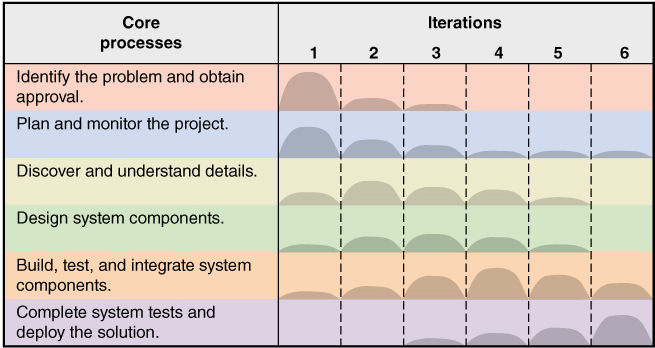 Core
processes
Iterations
1 2 3 4 5 6
Identify the problem and obtain
approval.
Plan and monitor the project.
Discover and understand details.
Design system components.
Build, test, and integrate system
components.
Complete system tests and
deploy the solution.